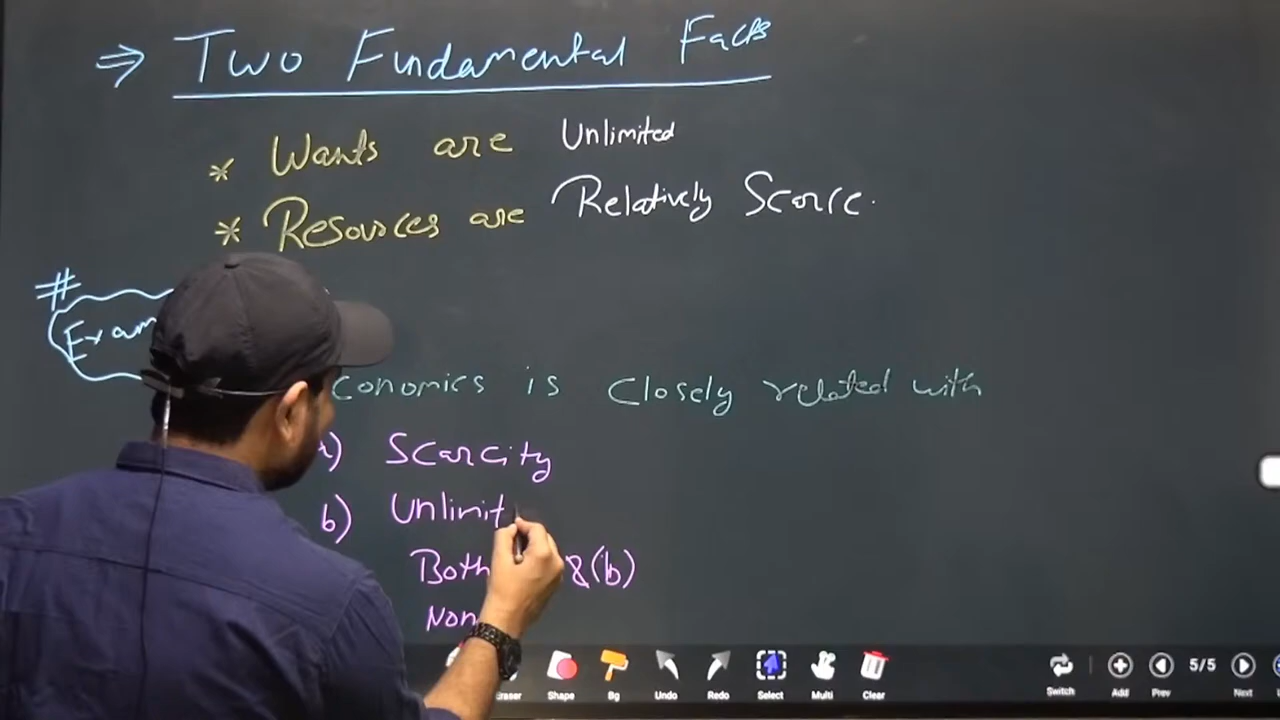 ⇒ Two Fundamental Facts
* Wants are Unlimited
* Resources are Relatively Scarce.
#
Exam
conomics is Closely related with
a) Scarcity
b) Unlimit
Both &(b)
Non
Eraser Shape Bg Undo Redo Select Multi Clear Switch Add Prev 5/5 Next